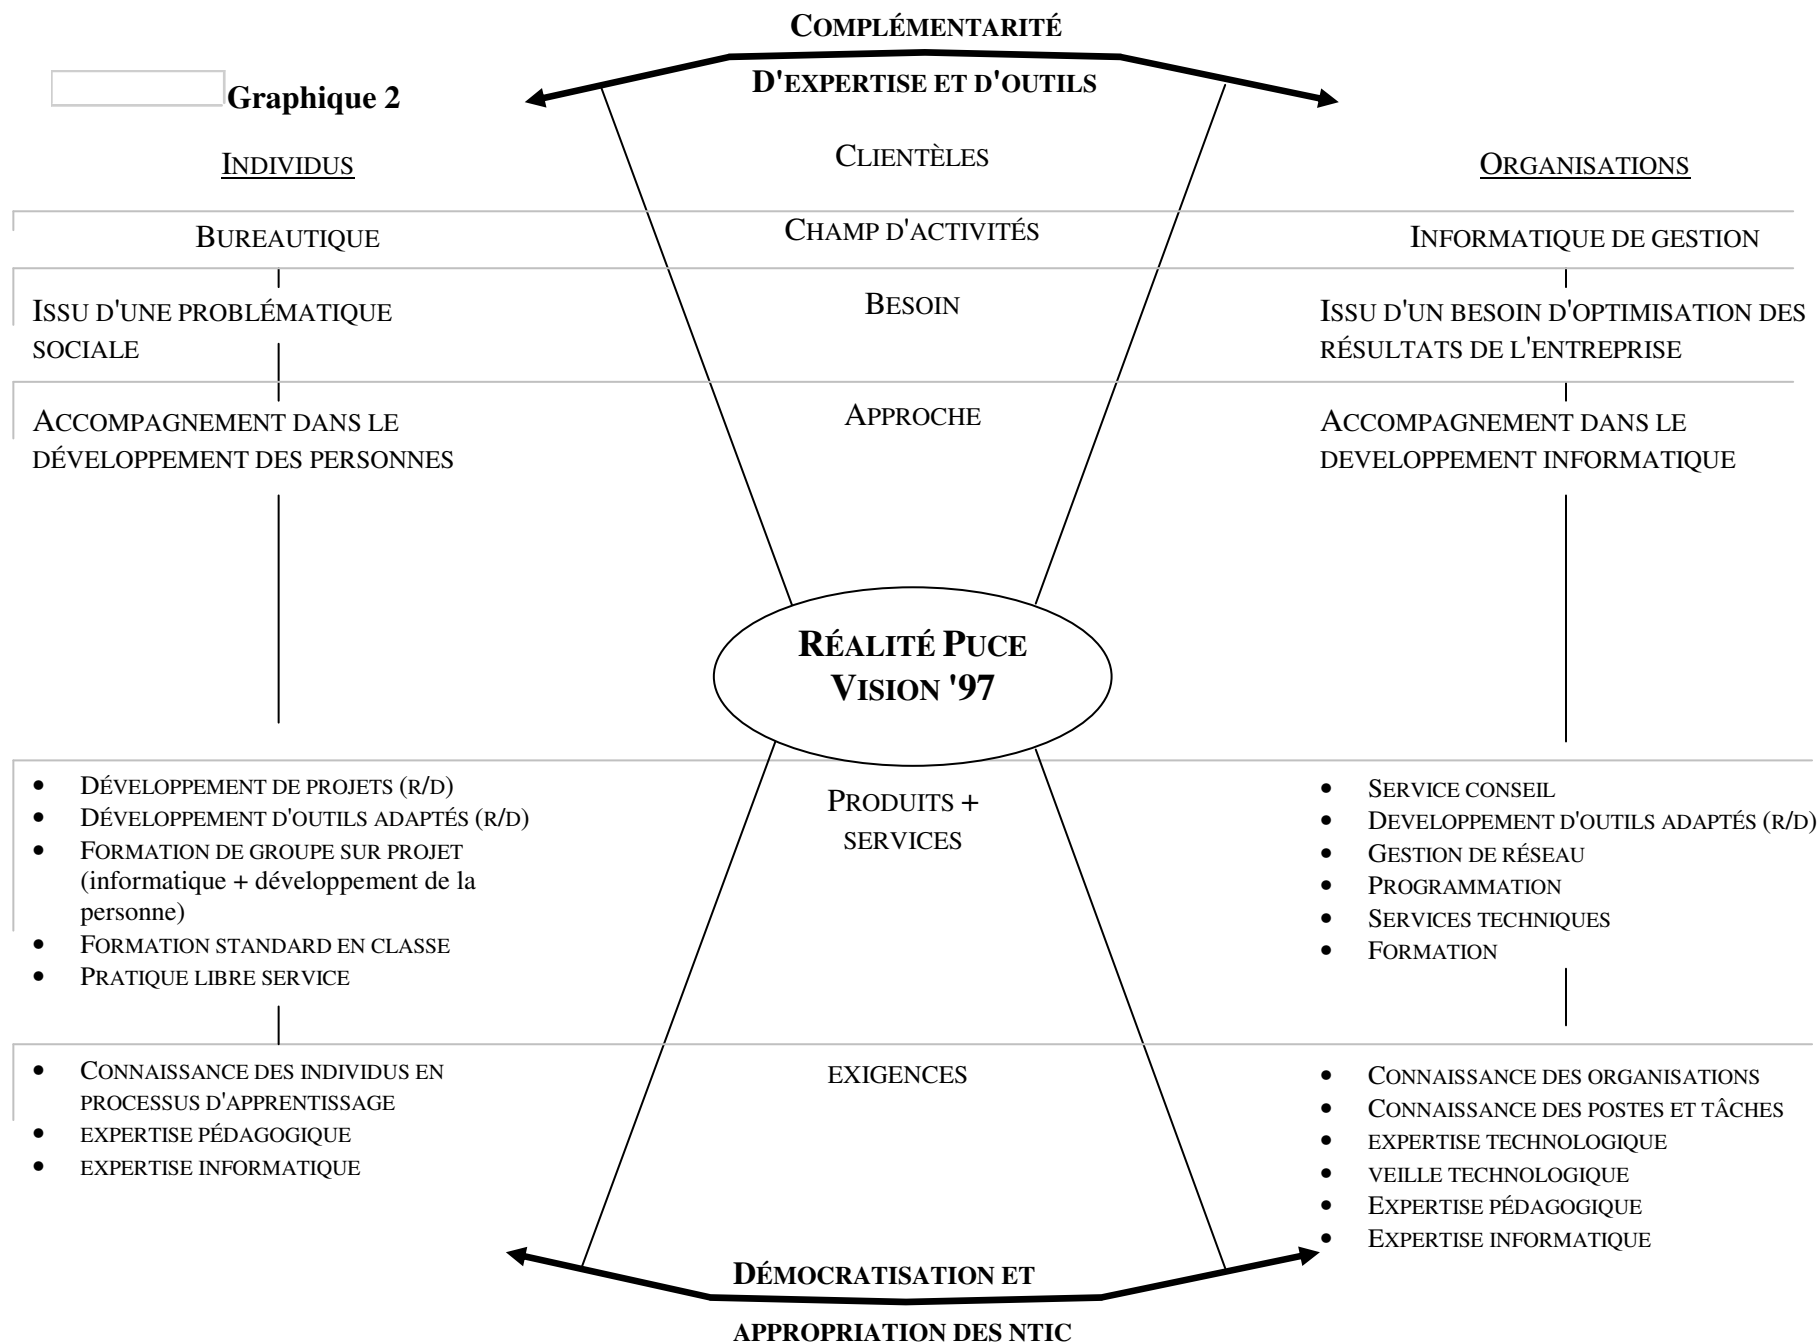 COMPLÉMENTARITÉ
D'EXPERTISE ET D'OUTILS
Graphique 2
INDIVIDUS
CLIENTÈLES
ORGANISATIONS
BUREAUTIQUE
CHAMP D'ACTIVITÉS
INFORMATIQUE DE GESTION
ISSU D'UNE PROBLÉMATIQUE
SOCIALE
BESOIN
ISSU D'UN BESOIN D'OPTIMISATION DES
RÉSULTATS DE L'ENTREPRISE
ACCOMPAGNEMENT DANS LE
DÉVELOPPEMENT DES PERSONNES
APPROCHE
ACCOMPAGNEMENT DANS LE
DEVELOPPEMENT INFORMATIQUE
RÉALITÉ PUCE
VISION '97
• DÉVELOPPEMENT DE PROJETS (R/D)
• DÉVELOPPEMENT D'OUTILS ADAPTÉS (R/D)
• FORMATION DE GROUPE SUR PROJET
(informatique + développement de la
personne)
• FORMATION STANDARD EN CLASSE
• PRATIQUE LIBRE SERVICE
PRODUITS +
SERVICES
• SERVICE CONSEIL
• DEVELOPPEMENT D'OUTILS ADAPTÉS (R/D)
• GESTION DE RÉSEAU
• PROGRAMMATION
• SERVICES TECHNIQUES
• FORMATION
• CONNAISSANCE DES INDIVIDUS EN
PROCESSUS D'APPRENTISSAGE
• EXPERTISE PÉDAGOGIQUE
• EXPERTISE INFORMATIQUE
EXIGENCES
• CONNAISSANCE DES ORGANISATIONS
• CONNAISSANCE DES POSTES ET TÂCHES
• EXPERTISE TECHNOLOGIQUE
• VEILLE TECHNOLOGIQUE
• EXPERTISE PÉDAGOGIQUE
• EXPERTISE INFORMATIQUE
DÉMOCRATISATION ET
APPROPRIATION DES NTIC